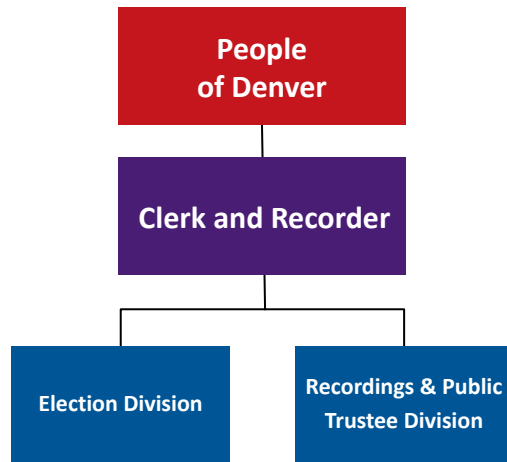 People
of Denver
Clerk and Recorder
Election Division
Recordings & Public
Trustee Division